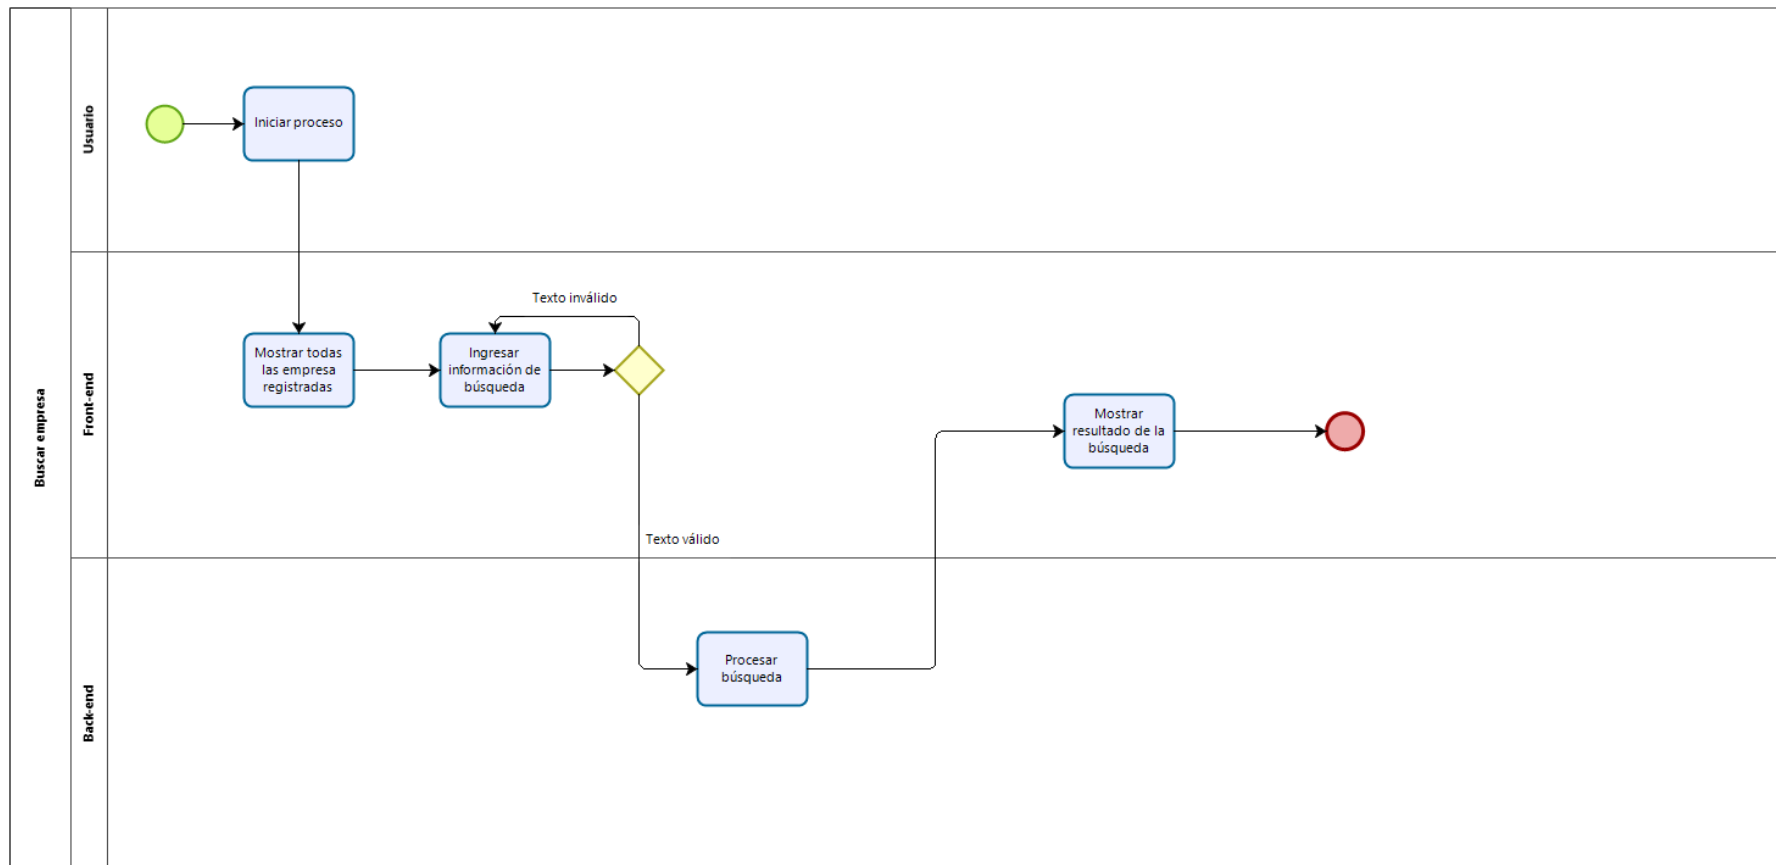 Buscar empresa
Usuario
Iniciar proceso
Front-end
Mostrar todas
las empresa
registradas
Ingresar
información de
búsqueda
Texto inválido
Texto válido
Mostrar
resultado de la
búsqueda
Back-end
Procesar
búsqueda